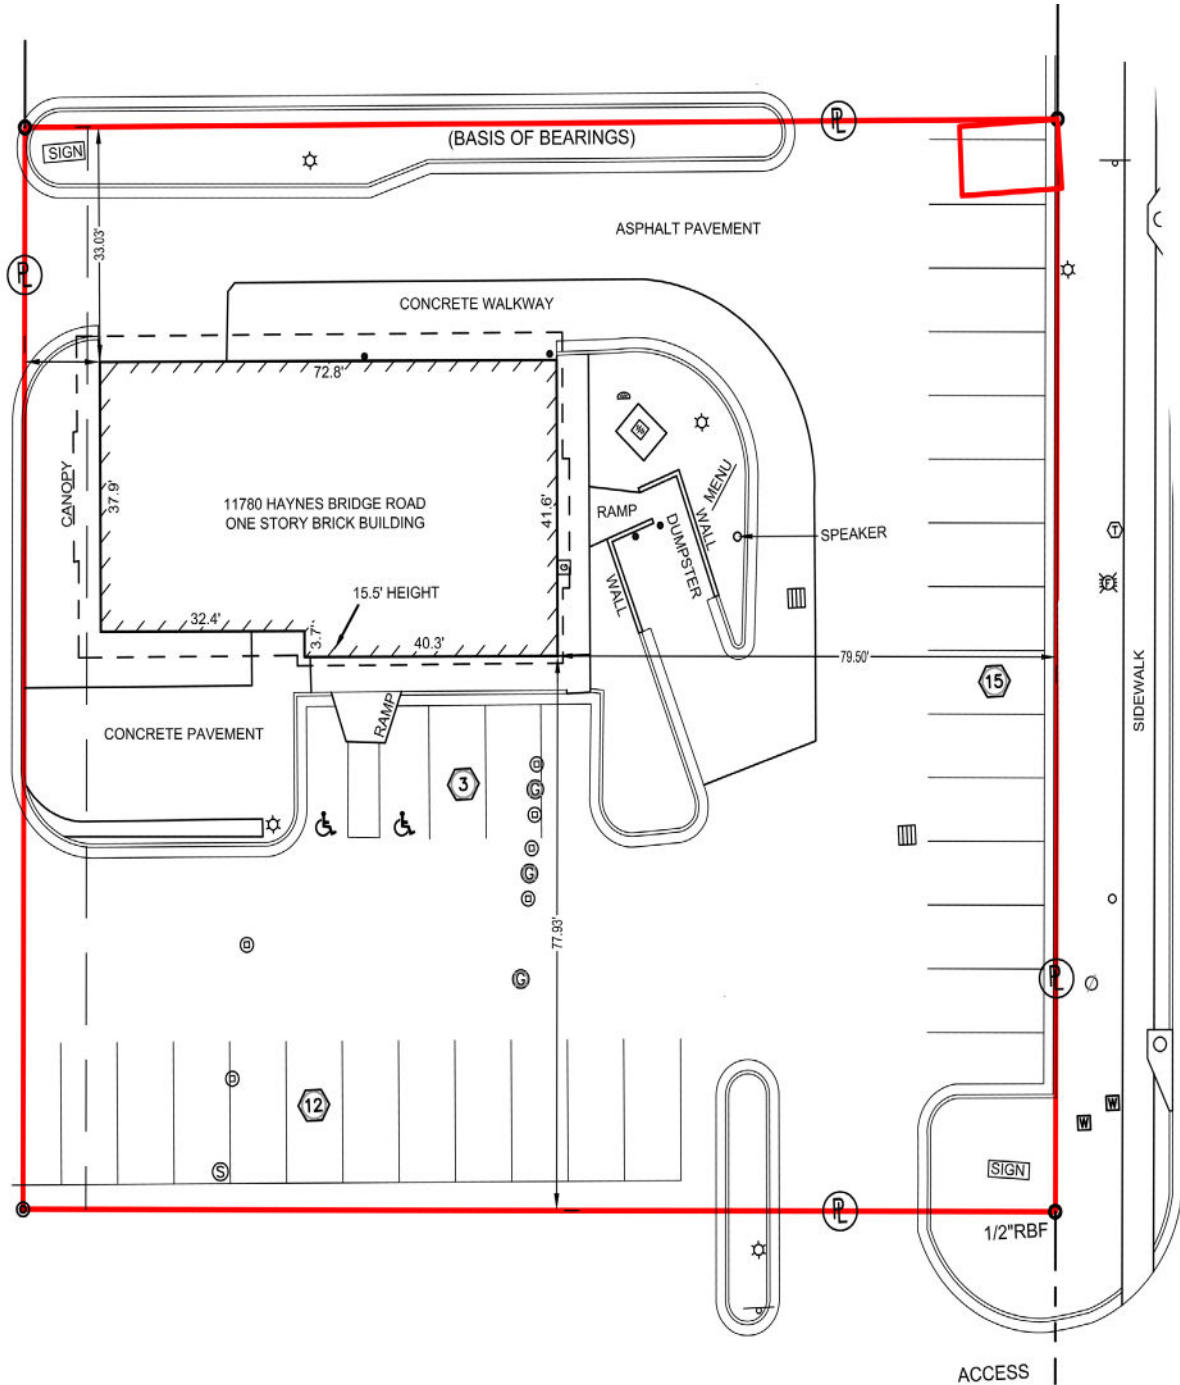 PL
(BASIS OF BEARINGS)
SIGN
ASPHALT PAVEMENT
33.03'
PL
CONCRETE WALKWAY
72.8'
CANOPY
37.9'
11780 HAYNES BRIDGE ROAD
ONE STORY BRICK BUILDING
41.6'
MENU
RAMP
WALL
DUMPSTER
SPEAKER
T
F
G
WALL
15.5' HEIGHT
32.4'
3.7'
40.3'
79.50'
15
SIDEWALK
RAMP
CONCRETE PAVEMENT
3
G
G
77.93'
G
PL
12
W
W
S
SIGN
PL
1/2"RBF
ACCESS